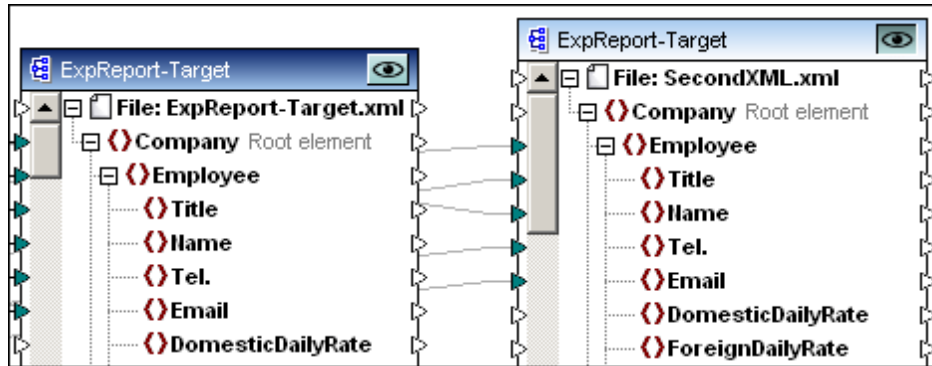 ExpReport-Target
File: ExpReport-Target.xml
Company Root element
Employee
Title
Name
Tel.
Email
DomesticDailyRate
ExpReport-Target
File: SecondXML.xml
Company Root element
Employee
Title
Name
Tel.
Email
DomesticDailyRate
ForeignDailyRate